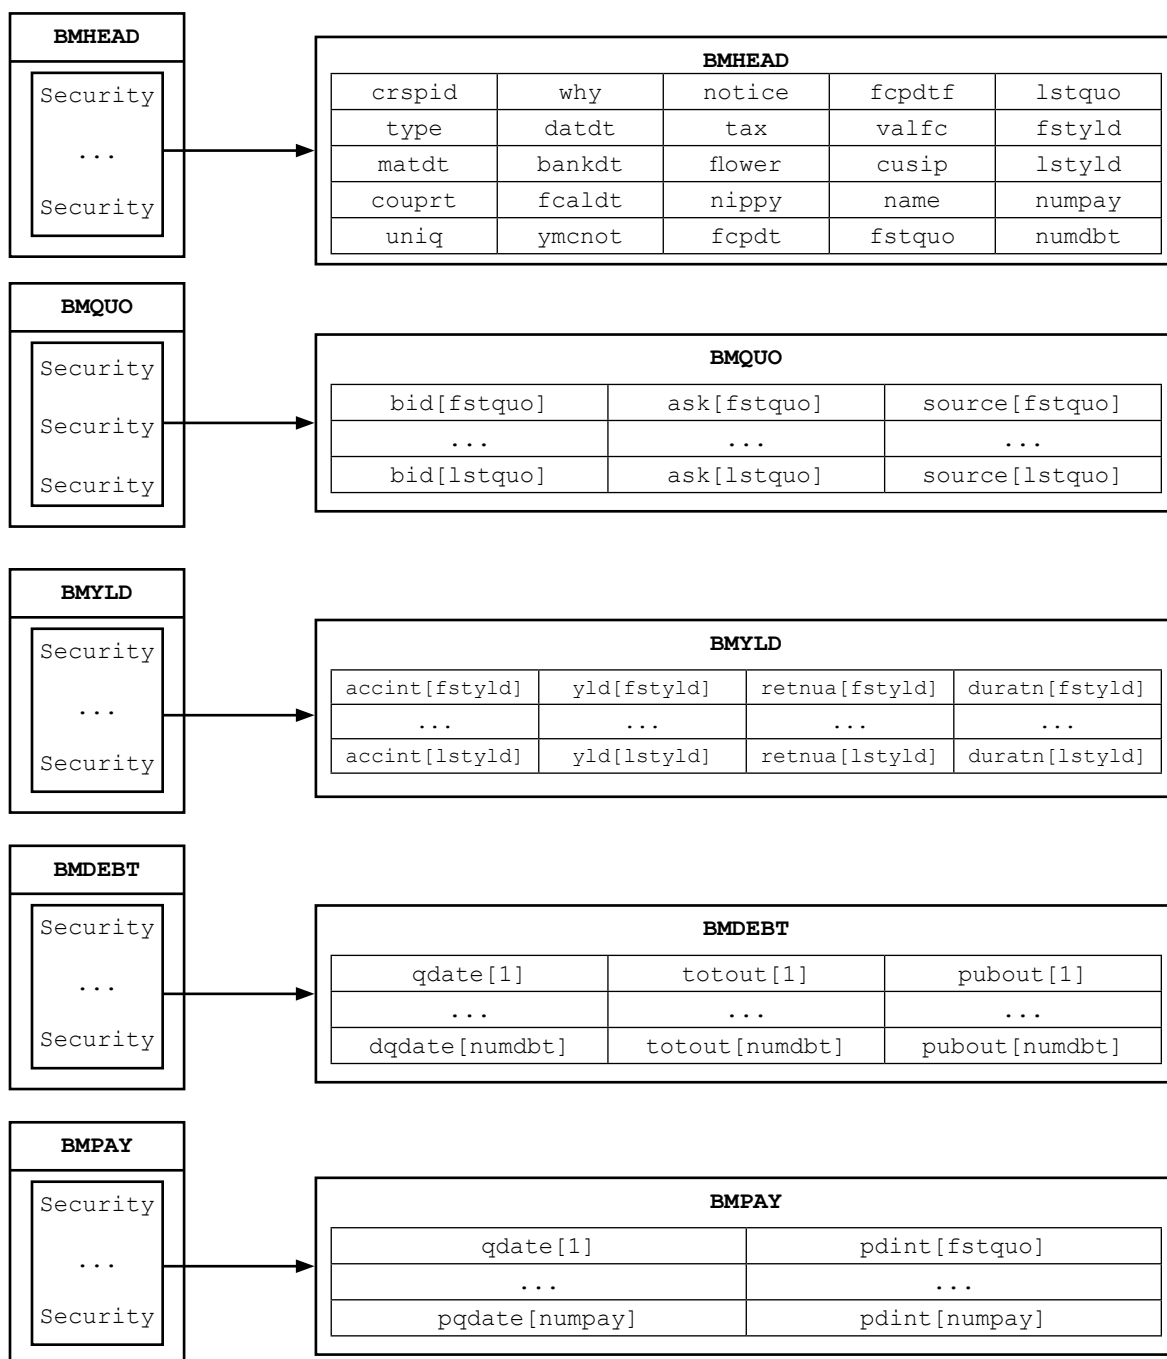 BMHEAD
Security
...
Security
BMHEAD
crspid why notice fcpdtf lstquo
type datdt tax valfc fstyld
matdt bankdt flower cusip lstyld
couprt fcaldt nippy name numpay
uniq ymcnot fcpdt fstquo numdbt
BMQUO
Security
Security
Security
BMQUO
bid[fstquo] ask[fstquo] source[fstquo]
... ... ...
bid[lstquo] ask[lstquo] source[lstquo]
BMYLD
Security
...
Security
BMYLD
accint[fstyld] yld[fstyld] retnua[fstyld] duratn[fstyld]
... ... ... ...
accint[lstyld] yld[lstyld] retnua[lstyld] duratn[lstyld]
BMDEBT
Security
...
Security
BMDEBT
qdate[1] totout[1] pubout[1]
... ... ...
dqdate[numdbt] totout[numdbt] pubout[numdbt]
BMPAY
Security
...
Security
BMPAY
qdate[1] pdint[fstquo]
... ...
pqdate[numpay] pdint[numpay]